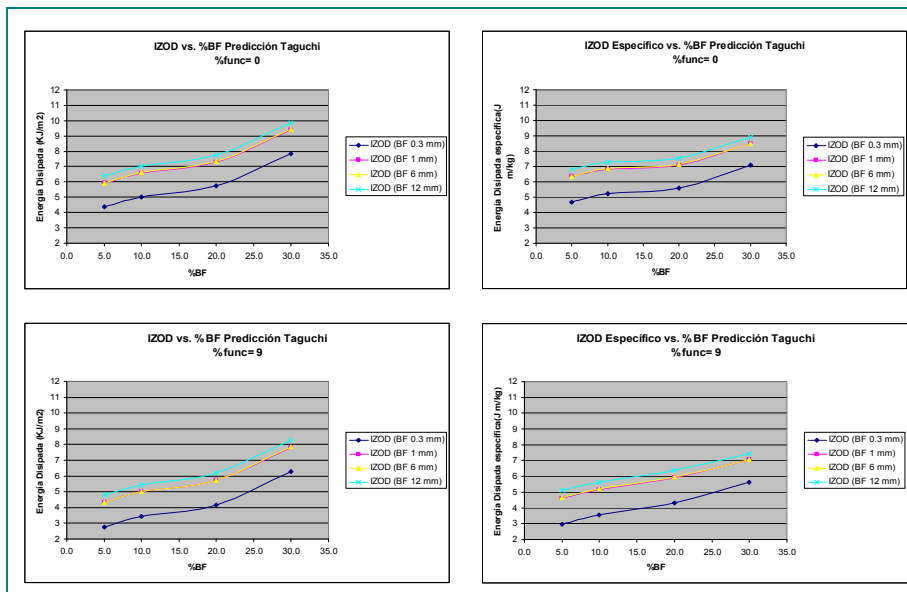 IZOD vs. %BF Predicción Taguchi
%func= 0
Energía Disipada (KJ/m2)
12
11
10
9
8
7
6
5
4
3
2
0.0 5.0 10.0 15.0 20.0 25.0 30.0 35.0
%BF
IZOD (BF 0.3 mm)
IZOD (BF 1 mm)
IZOD (BF 6 mm)
IZOD (BF 12 mm)
IZOD Específico vs. %BF Predicción Taguchi
%func= 0
Energía Disipada específica(J
m/kg)
12
11
10
9
8
7
6
5
4
3
2
0.0 5.0 10.0 15.0 20.0 25.0 30.0 35.0
%BF
IZOD (BF 0.3 mm)
IZOD (BF 1 mm)
IZOD (BF 6 mm)
IZOD (BF 12 mm)
IZOD vs. %BF Predicción Taguchi
%func= 9
Energía Disipada (KJ/m2)
12
11
10
9
8
7
6
5
4
3
2
0.0 5.0 10.0 15.0 20.0 25.0 30.0 35.0
%BF
IZOD (BF 0.3 mm)
IZOD (BF 1 mm)
IZOD (BF 6 mm)
IZOD (BF 12 mm)
IZOD Específico vs. %BF Predicción Taguchi
%func= 9
Energía Disipada específica(J m/kg)
12
11
10
9
8
7
6
5
4
3
2
0.0 5.0 10.0 15.0 20.0 25.0 30.0 35.0
%BF
IZOD (BF 0.3 mm)
IZOD (BF 1 mm)
IZOD (BF 6 mm)
IZOD (BF 12 mm)